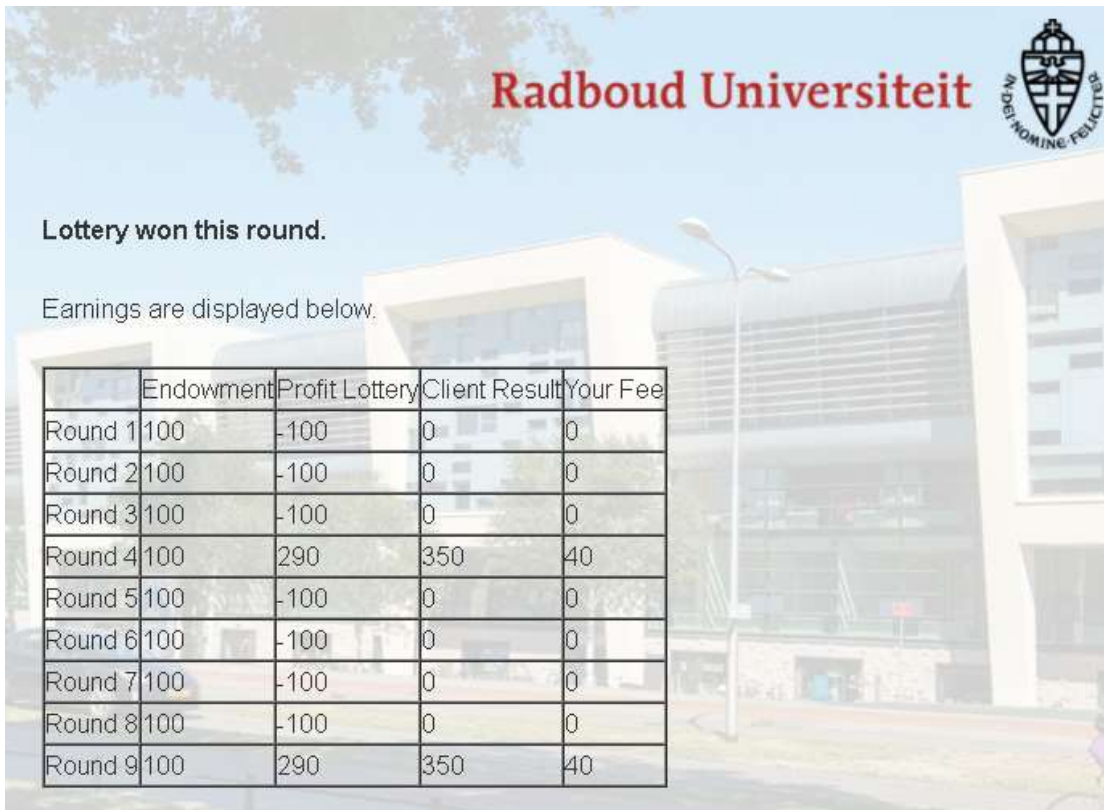 Radboud Universiteit
IN·DEI·NOMINE·FELICITER
Lottery won this round.
Earnings are displayed below.
Endowment Profit Lottery Client Result Your Fee
Round 1 100 -100 0 0
Round 2 100 -100 0 0
Round 3 100 -100 0 0
Round 4 100 290 350 40
Round 5 100 -100 0 0
Round 6 100 -100 0 0
Round 7 100 -100 0 0
Round 8 100 -100 0 0
Round 9 100 290 350 40